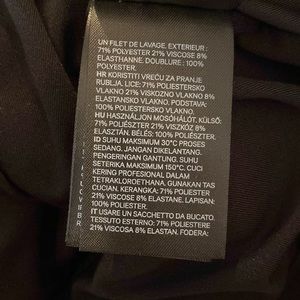 UN FILET DE LAVAGE. EXTERIEUR :
71% POLYESTER 21% VISCOSE 8%
ELASTHANNE. DOUBLURE : 100%
POLYESTER.
HR KORISTITI VREĆU ZA PRANJE
RUBLJA, LICE: 71% POLIESTERSKO
VLAKNO 21% VISKOZNO VLAKNO 8%
ELASTANSKO VLAKNO. PODSTAVA:
100% POLIESTERSKO VLAKNO.
HU HASZNÁLJON MOSÓHÁLÓT. KÜLSŐ:
71% POLIÉSZTER 21% VISZKÓZ 8%
ELASZTÁN. BÉLÉS: 100% POLIÉSZTER.
ID SUHU MAKSIMUM 30°C PROSES
SEDANG, JANGAN DIKELANTANG.
PENGERINGAN GANTUNG. SUHU
SETERIKA MAKSIMUM 150°C. CUCI
KERING PROFESIONAL DALAM
TETRAKLOROETHANA. GUNAKAN TAS
CUCIAN. KERANGKA: 71% POLIESTER
21% VISCOSE 8% ELASTANE. LAPISAN:
100% POLIESTER.
IT USARE UN SACCHETTO DA BUCATO.
TESSUTO ESTERNO: 71% POLIESTERE
21% VISCOSA 8% ELASTAN. FODERA: